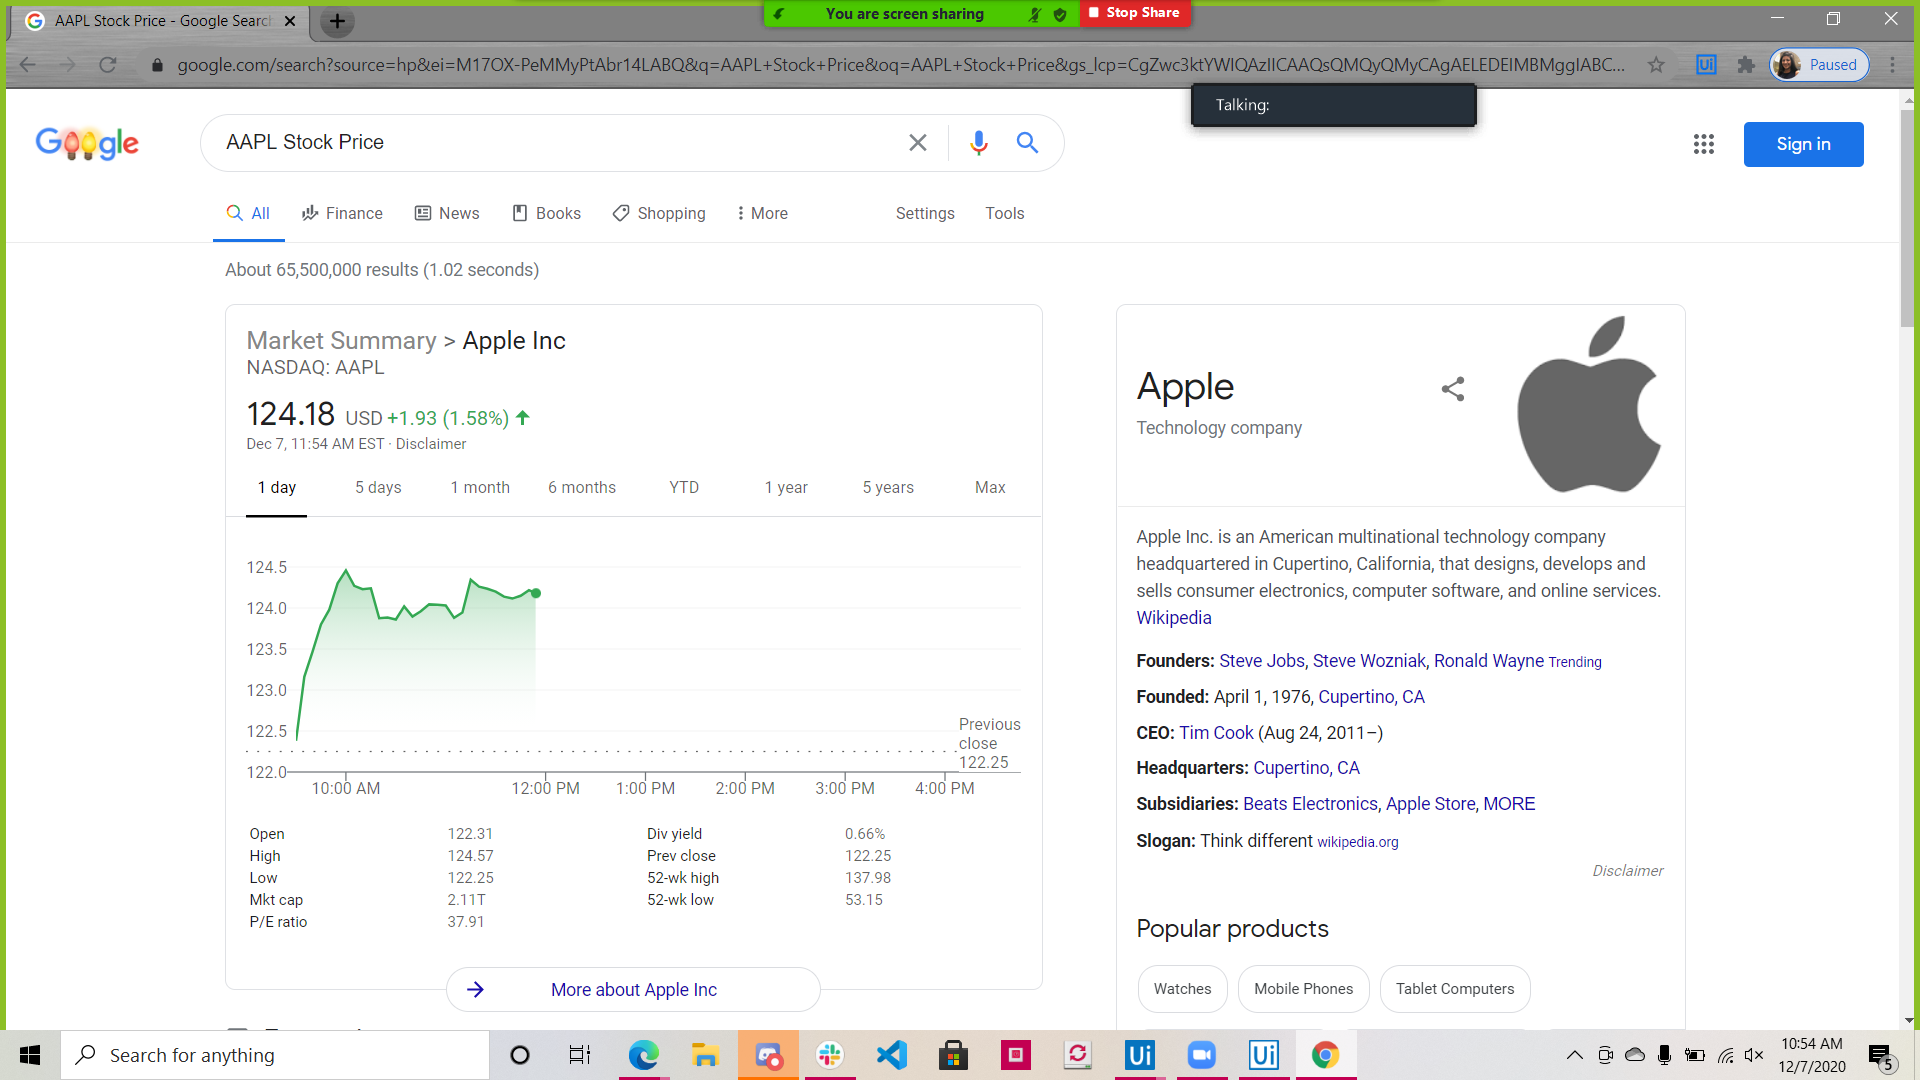 AAPL Stock Price - Google Search
You are screen sharing
Stop Share
google.com/search?source=hp&ei=M17OX-PeMMyPtAbr14LABQ&q=AAPL+Stock+Price&oq=AAPL+Stock+Price&gs_lcp=CgZwc3ktYWIQAzIICAAQsQMQyQMyCAgAELEDEIMBMggIABC...
Paused
Talking:
Google
AAPL Stock Price
Sign in
All Finance News Books Shopping More Settings Tools
About 65,500,000 results (1.02 seconds)
Market Summary > Apple Inc
NASDAQ: AAPL
124.18 USD +1.93 (1.58%)
Dec 7, 11:54 AM EST · Disclaimer
1 day 5 days 1 month 6 months YTD 1 year 5 years Max
124.5
124.0
123.5
123.0
122.5
122.0
Previous
close
122.25
10:00 AM 12:00 PM 1:00 PM 2:00 PM 3:00 PM 4:00 PM
Open 122.31 Div yield 0.66%
High 124.57 Prev close 122.25
Low 122.25 52-wk high 137.98
Mkt cap 2.11T 52-wk low 53.15
P/E ratio 37.91
More about Apple Inc
Apple
Technology company
Apple Inc. is an American multinational technology company
headquartered in Cupertino, California, that designs, develops and
sells consumer electronics, computer software, and online services.
Wikipedia
Founders: Steve Jobs, Steve Wozniak, Ronald Wayne Trending
Founded: April 1, 1976, Cupertino, CA
CEO: Tim Cook (Aug 24, 2011–)
Headquarters: Cupertino, CA
Subsidiaries: Beats Electronics, Apple Store, MORE
Slogan: Think different wikipedia.org
Disclaimer
Popular products
Watches Mobile Phones Tablet Computers
Search for anything
Ui
Ui
Ui
10:54 AM
12/7/2020
5